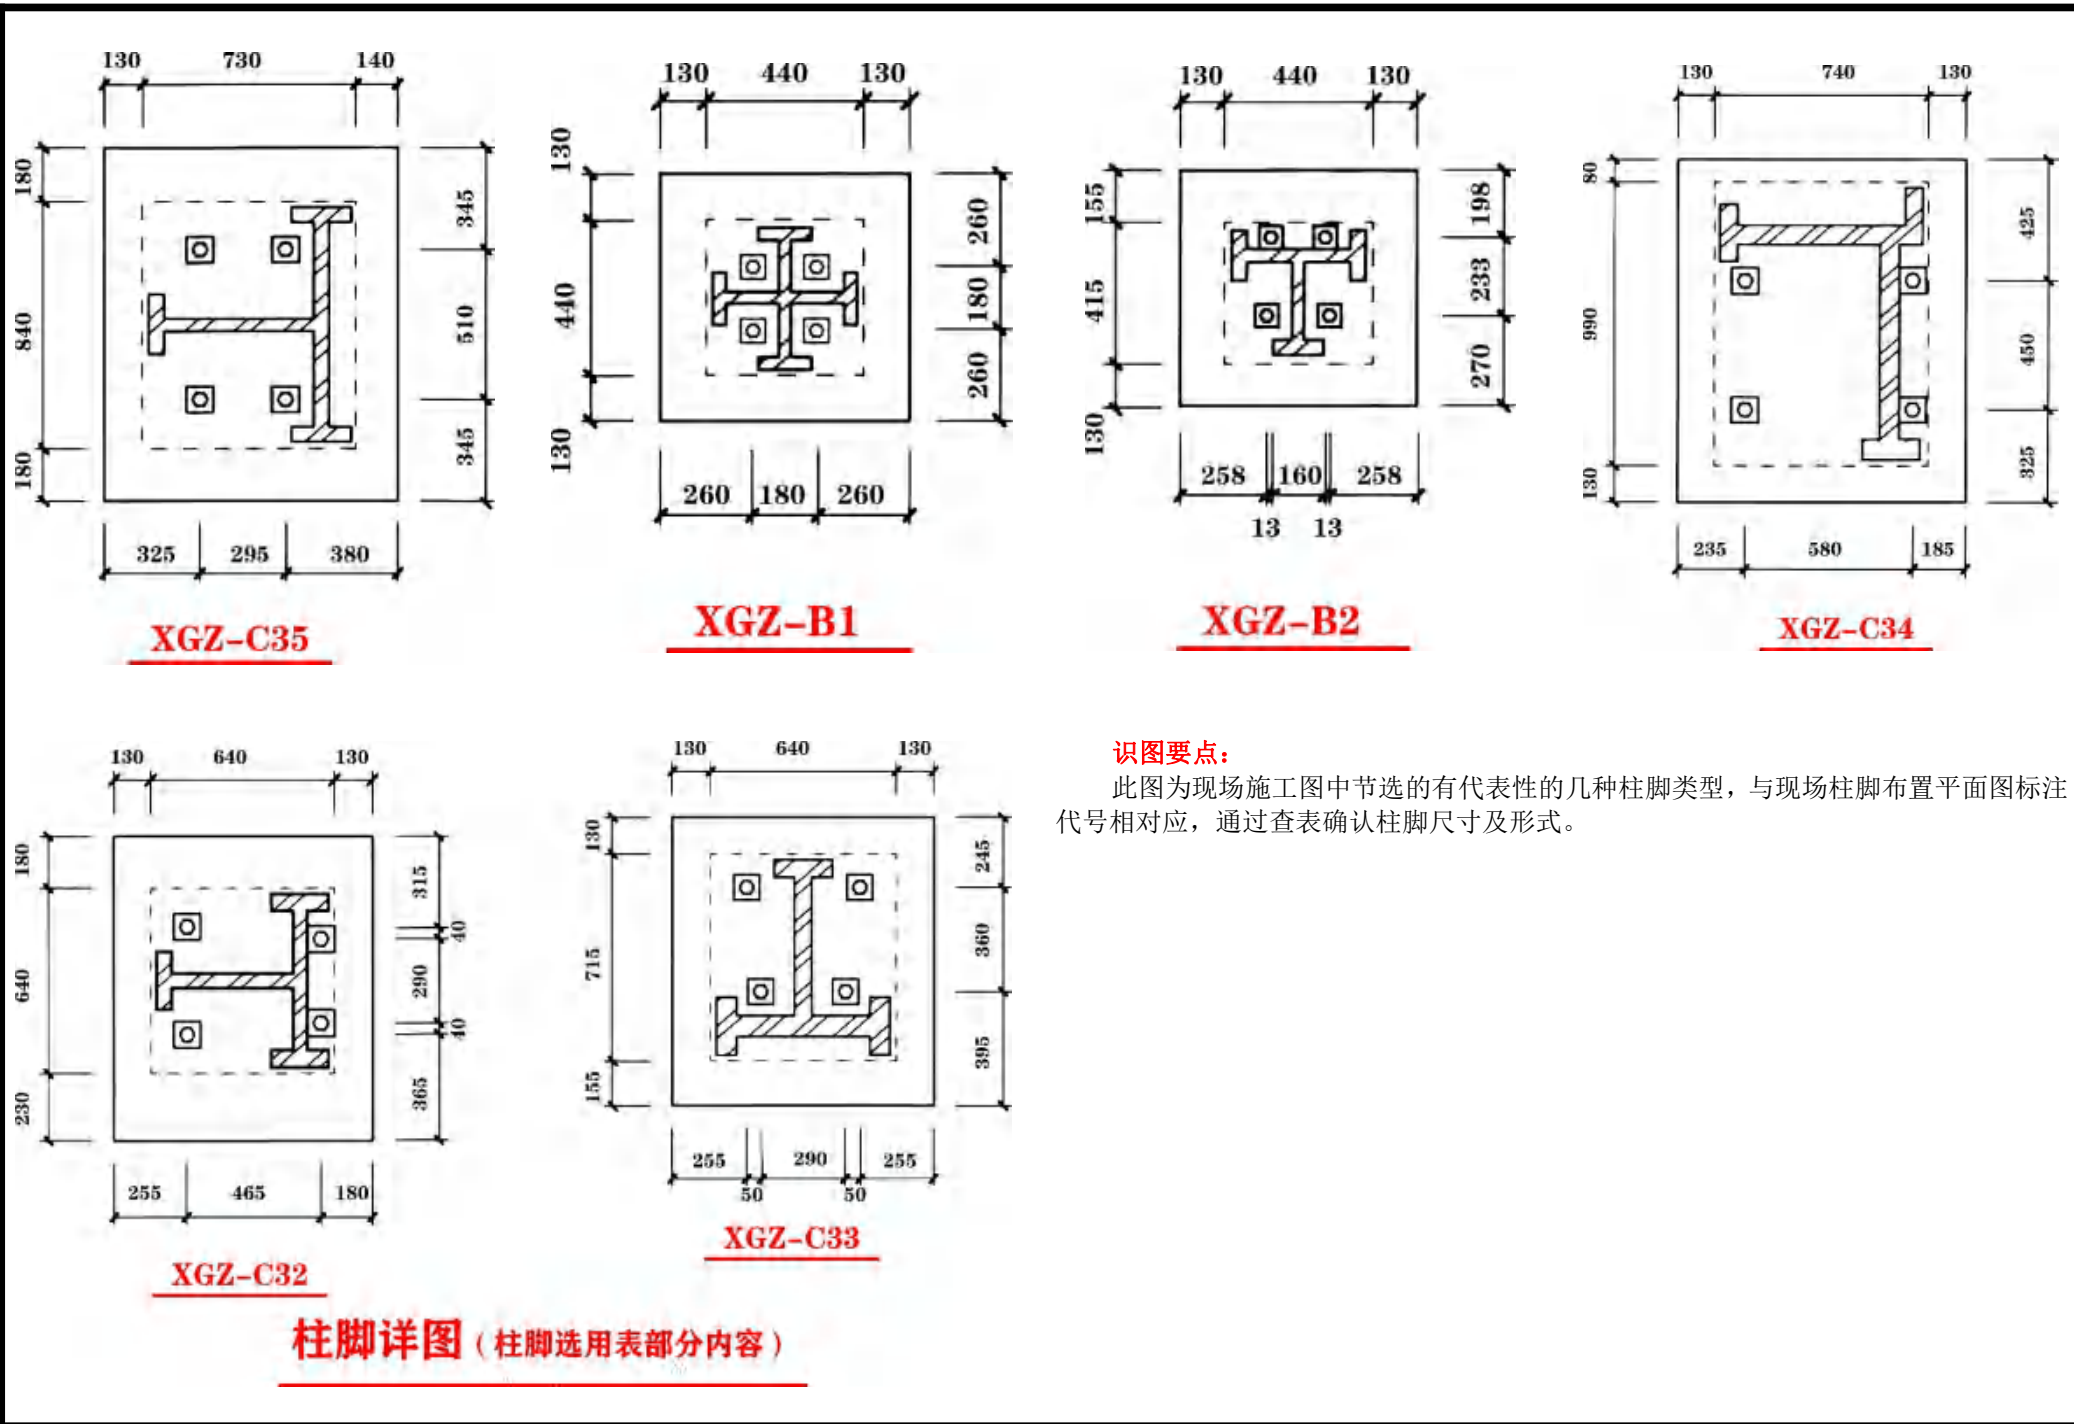 130 730 140
180 840 180
345 510 345
325 295 380
XGZ-C35
130 440 130
130 440 130
260 180 260
260 180 260
XGZ-B1
130 440 130
155 415 130
198 233 270
258 160 258
13 13
XGZ-B2
130 740 130
80 990 130
425 450 325
235 580 185
XGZ-C34
130 640 130
180 640 230
315 40 290 40 365
255 465 180
XGZ-C32
130 640 130
130 715 155
245 360 395
255 290 255
50 50
XGZ-C33
识图要点:
此图为现场施工图中节选的有代表性的几种柱脚类型，与现场柱脚布置平面图标注
代号相对应，通过查表确认柱脚尺寸及形式。
柱脚详图（柱脚选用表部分内容）